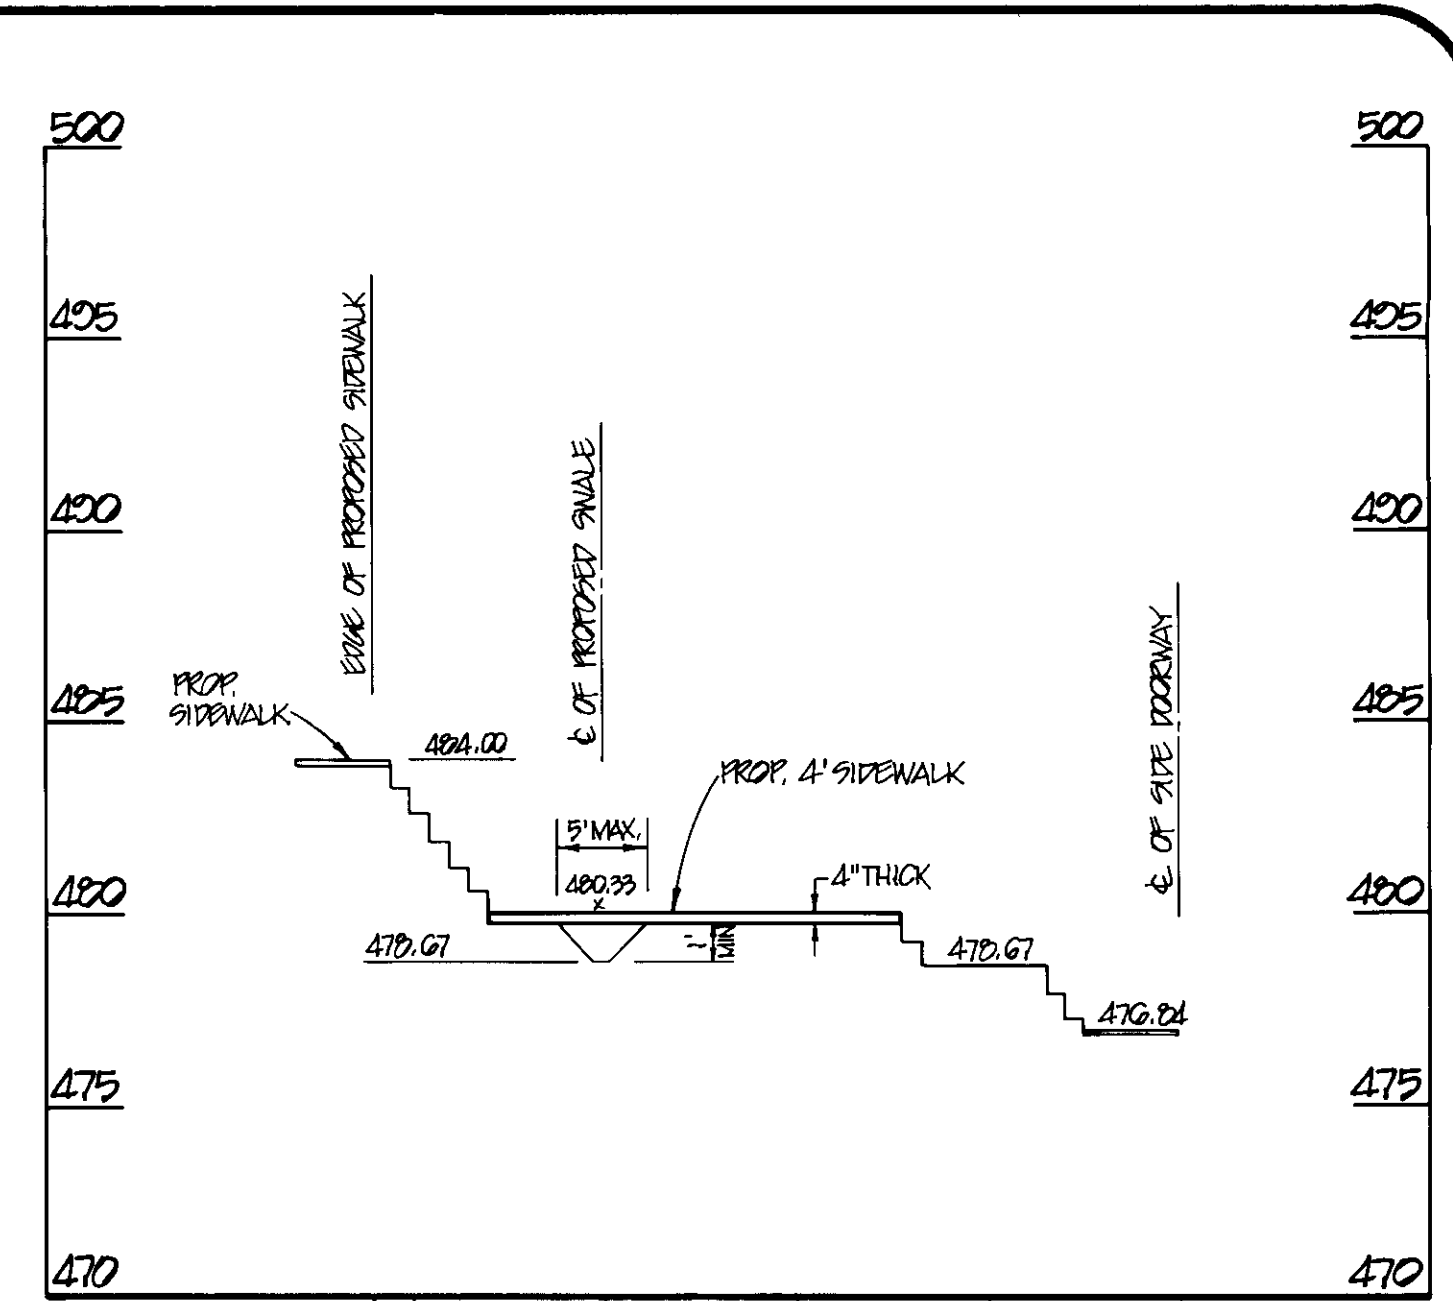 500
500
495
495
490
490
485
485
480
480
475
475
470
470
EDGE OF PROPOSED SIDEWALK
℄ OF PROPOSED SWALE
℄ OF SIDE DOORWAY
PROP.
SIDEWALK
484.00
PROP. 4' SIDEWALK
5' MAX.
480.33
x
4" THICK
478.67
1'
MIN
478.67
476.84